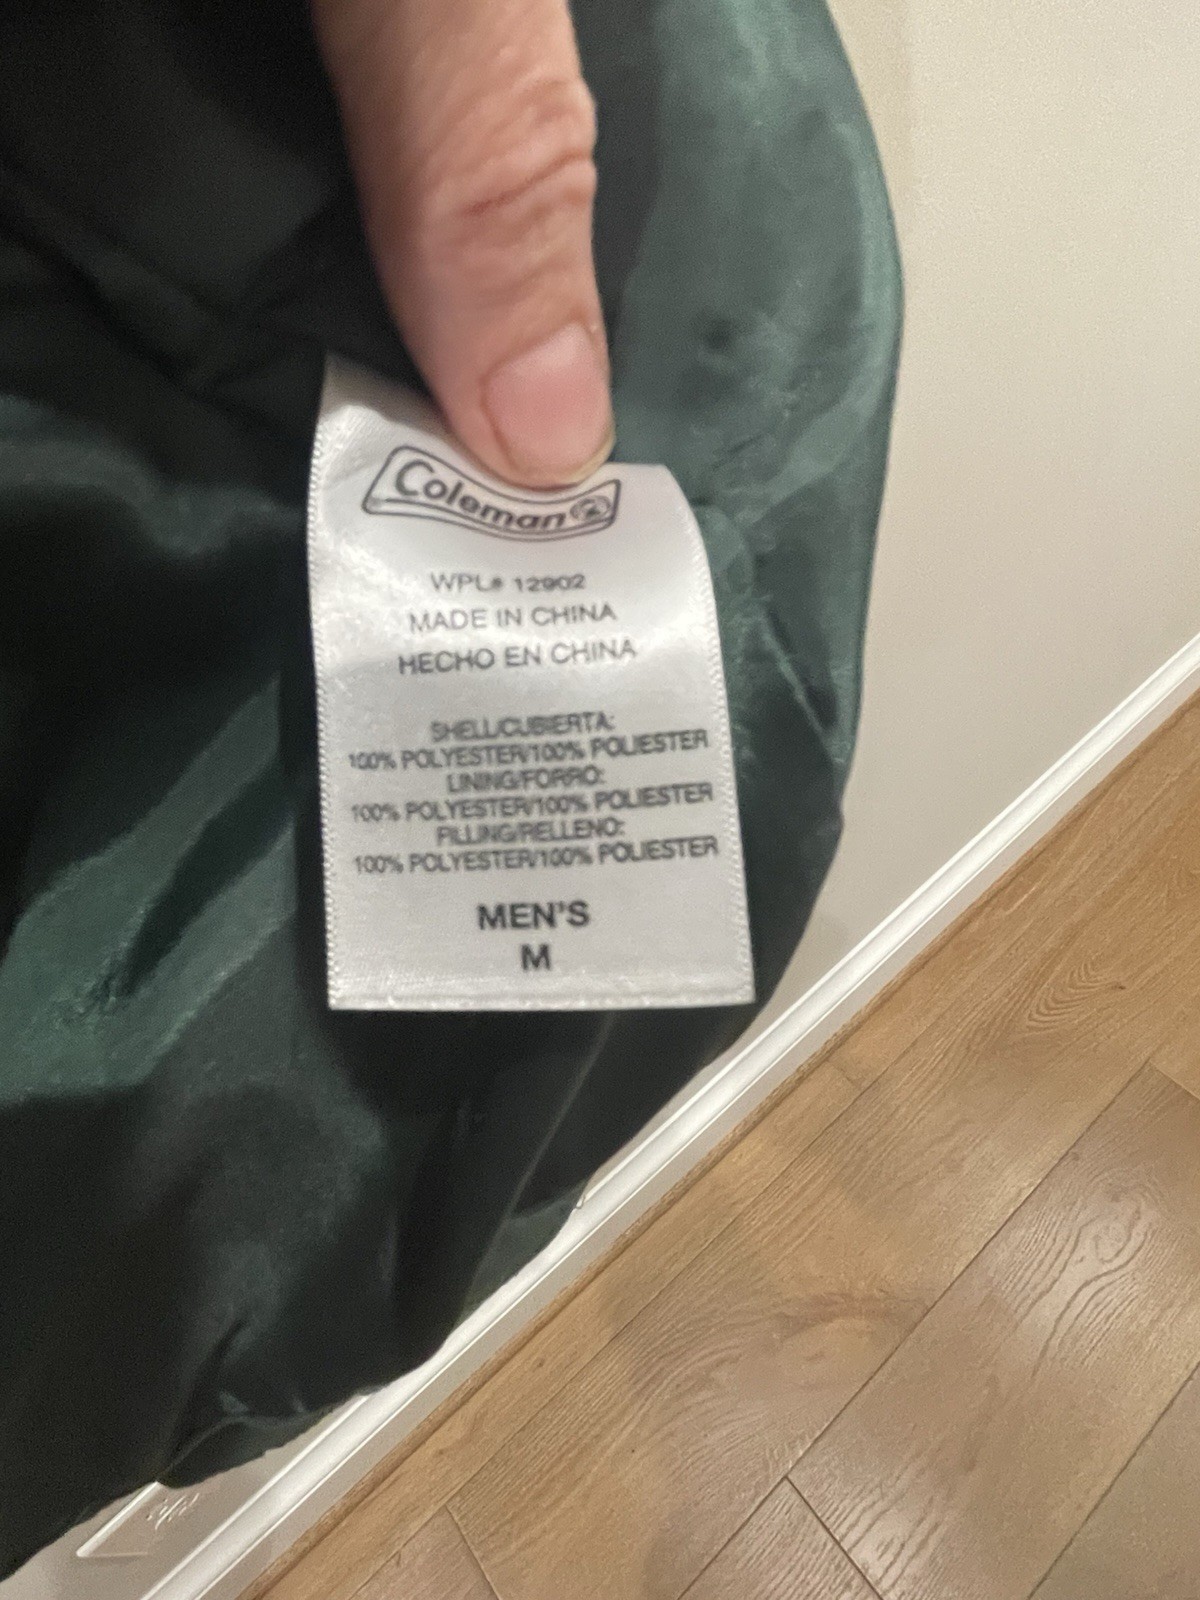 Coleman
WPL# 12902
MADE IN CHINA
HECHO EN CHINA
SHELL/CUBIERTA:
100% POLYESTER/100% POLIESTER
LINING/FORRO:
100% POLYESTER/100% POLIESTER
FILLING/RELLENO:
100% POLYESTER/100% POLIESTER
MEN'S
M